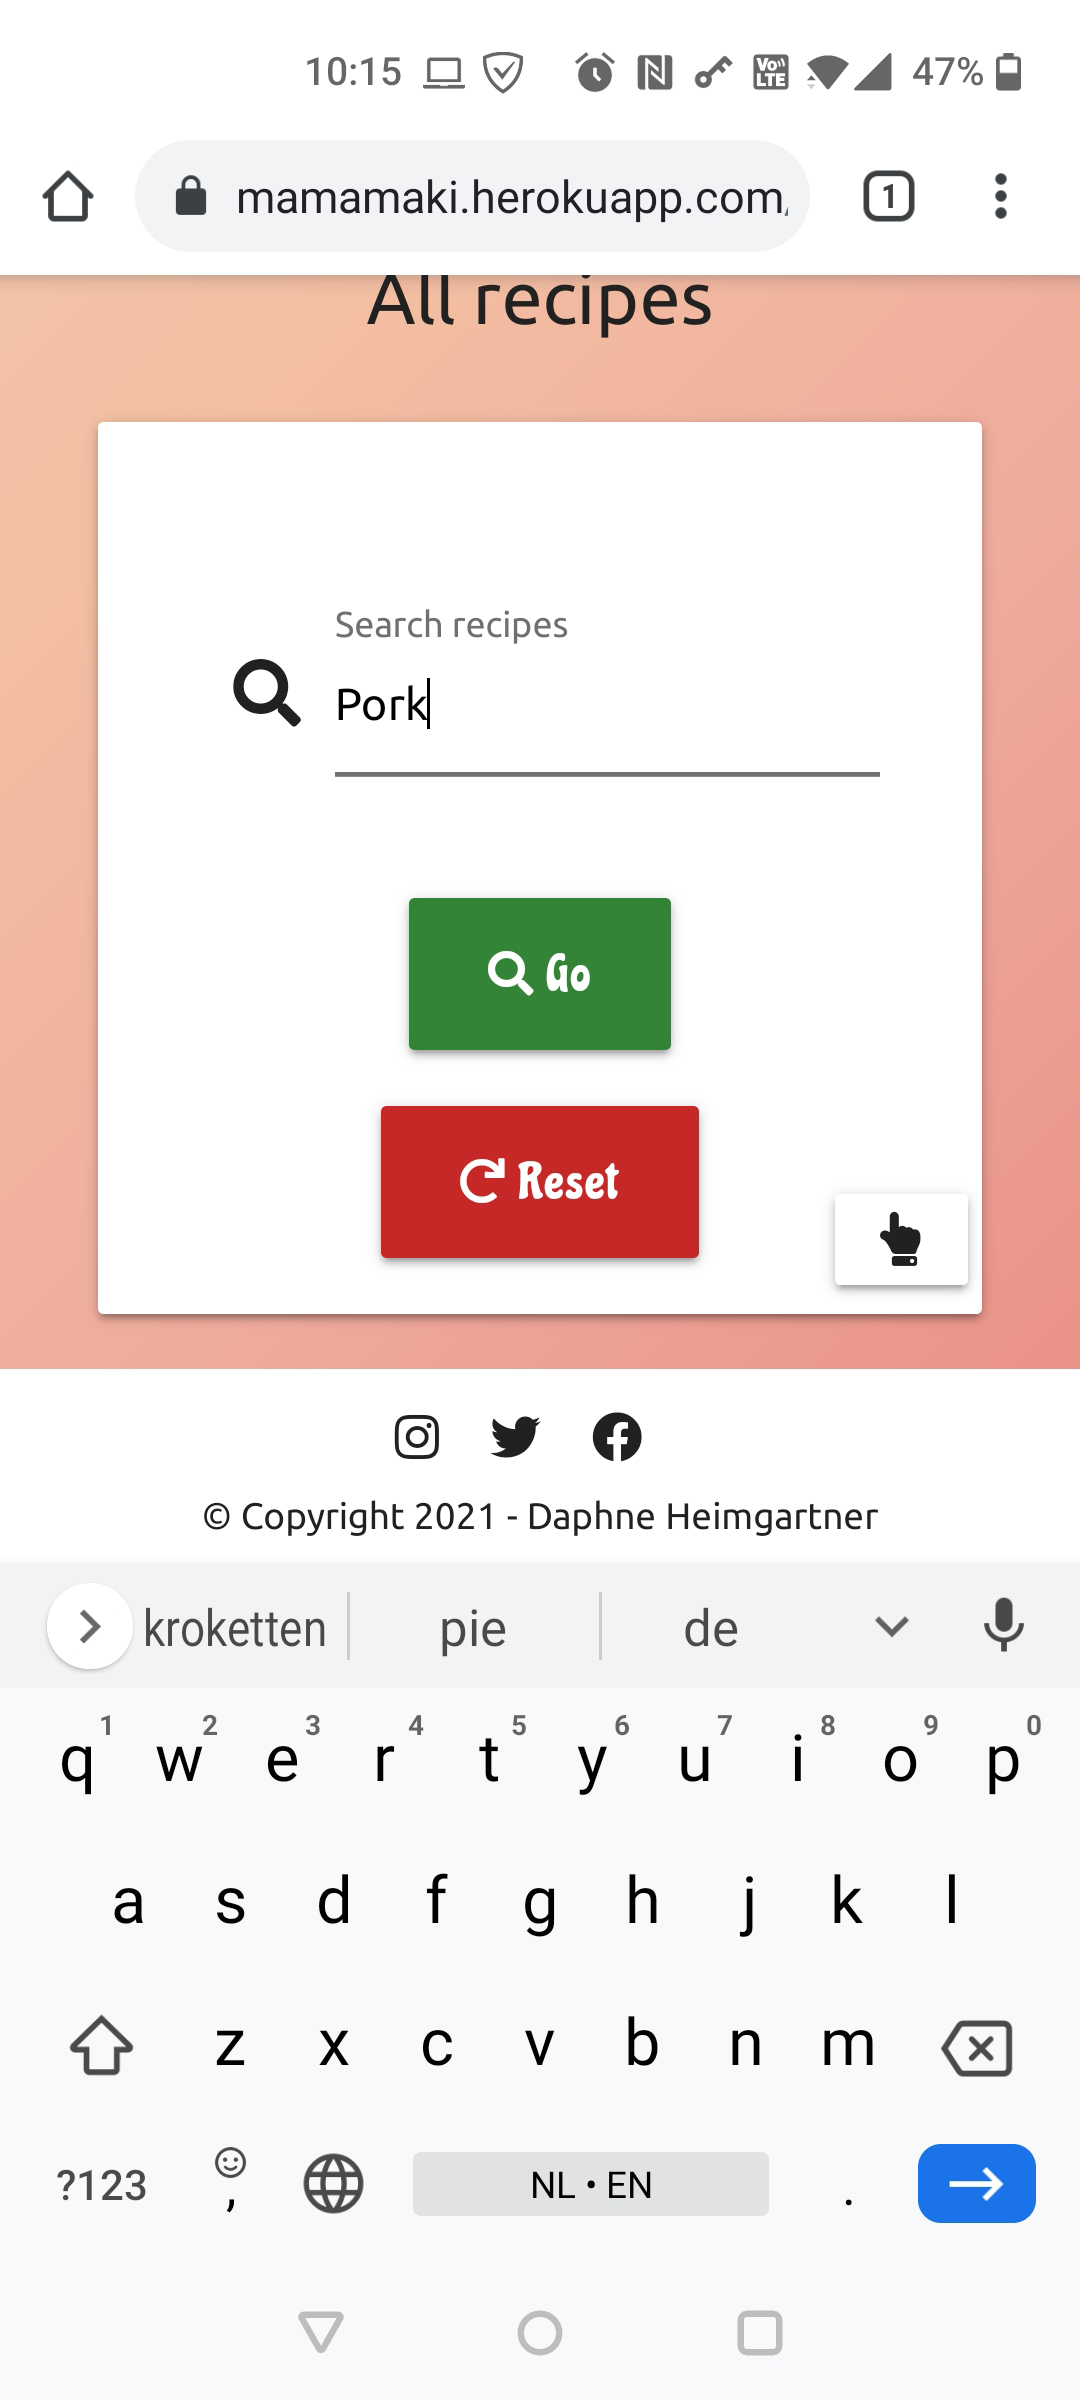 10:15 VoLTE 47%
mamamaki.herokuapp.com/ 1
All recipes
Search recipes
Pork
Go
Reset
© Copyright 2021 - Daphne Heimgartner
kroketten pie de
1 2 3 4 5 6 7 8 9 0
q w e r t y u i o p
a s d f g h j k l
z x c v b n m
?123 , NL • EN .